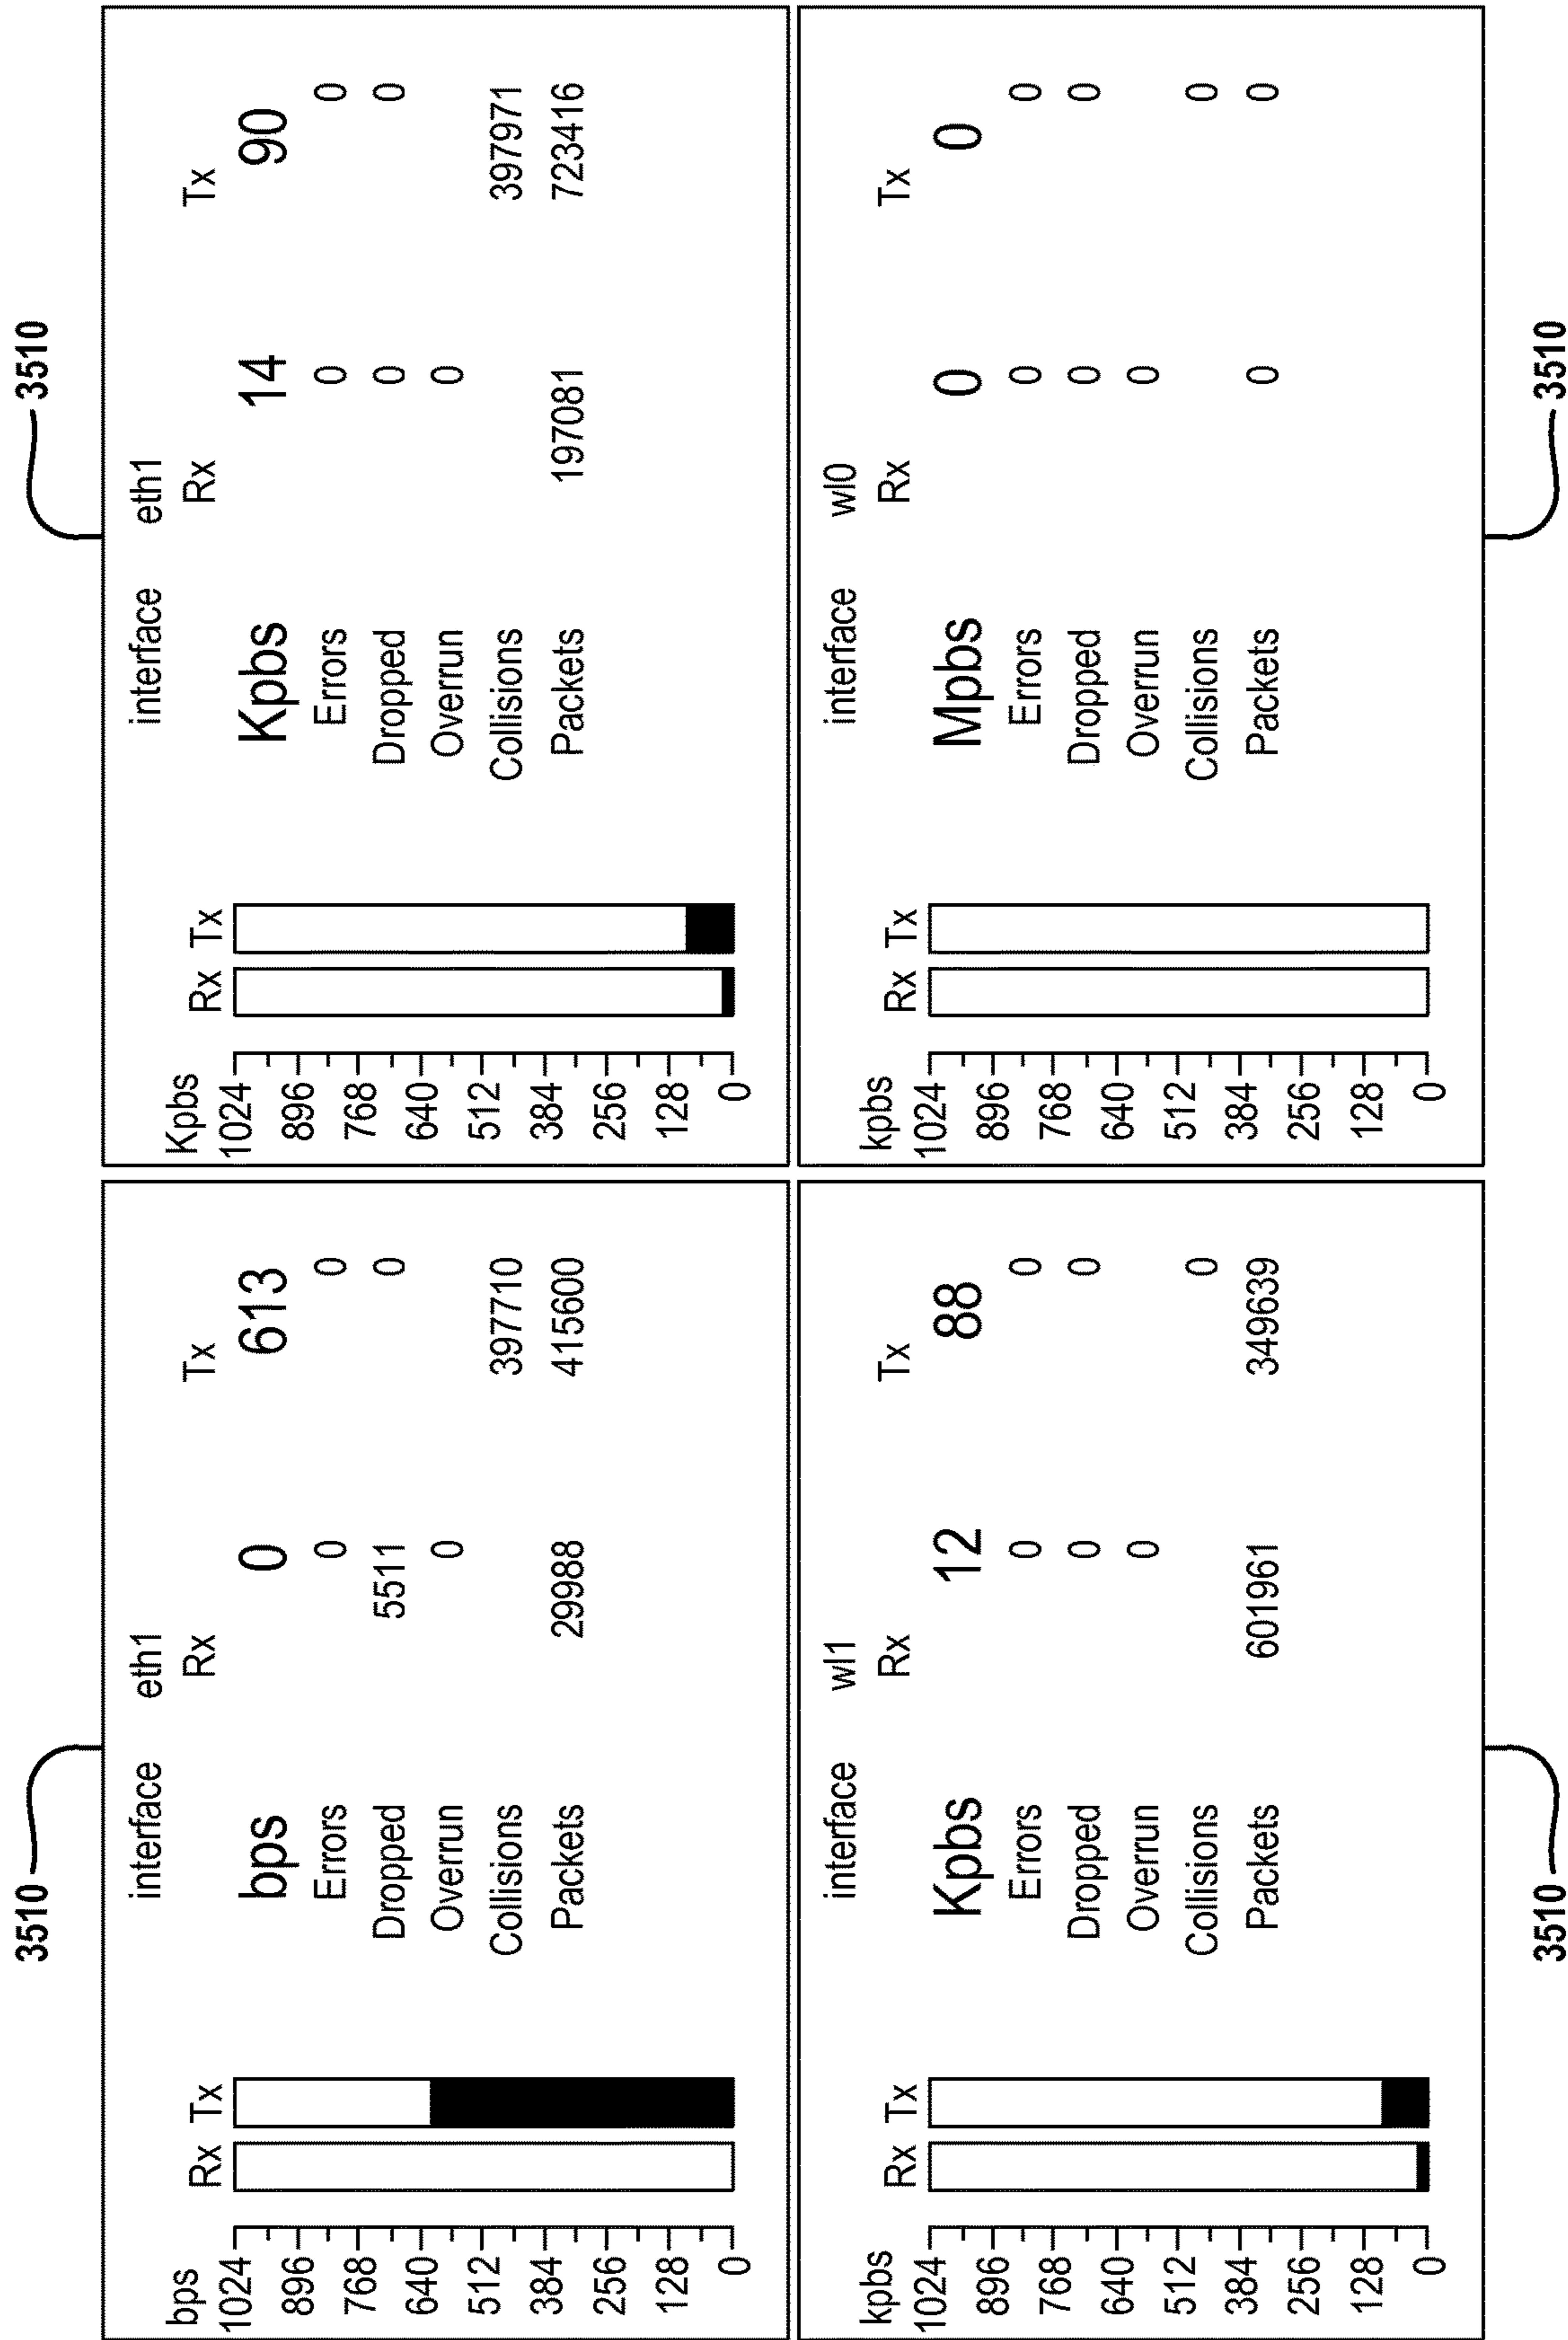 3510
3510
interface eth1
Rx Tx
bps Rx Tx
1024
896
768
640
512
384
256
128
0
bps 0 613
Errors 0 0
Dropped 5511 0
Overrun 0
Collisions 397710
Packets 29988 415600
interface eth1
Rx Tx
Kpbs Rx Tx
1024
896
768
640
512
384
256
128
0
Kpbs 14 90
Errors 0 0
Dropped 0 0
Overrun 0
Collisions 397971
Packets 197081 723416
interface wl1
Rx Tx
kpbs Rx Tx
1024
896
768
640
512
384
256
128
0
Kpbs 12 88
Errors 0 0
Dropped 0 0
Overrun 0
Collisions 0
Packets 601961 349639
interface wl0
Rx Tx
kpbs Rx Tx
1024
896
768
640
512
384
256
128
0
Mpbs 0 0
Errors 0 0
Dropped 0 0
Overrun 0
Collisions 0
Packets 0 0
3510
3510